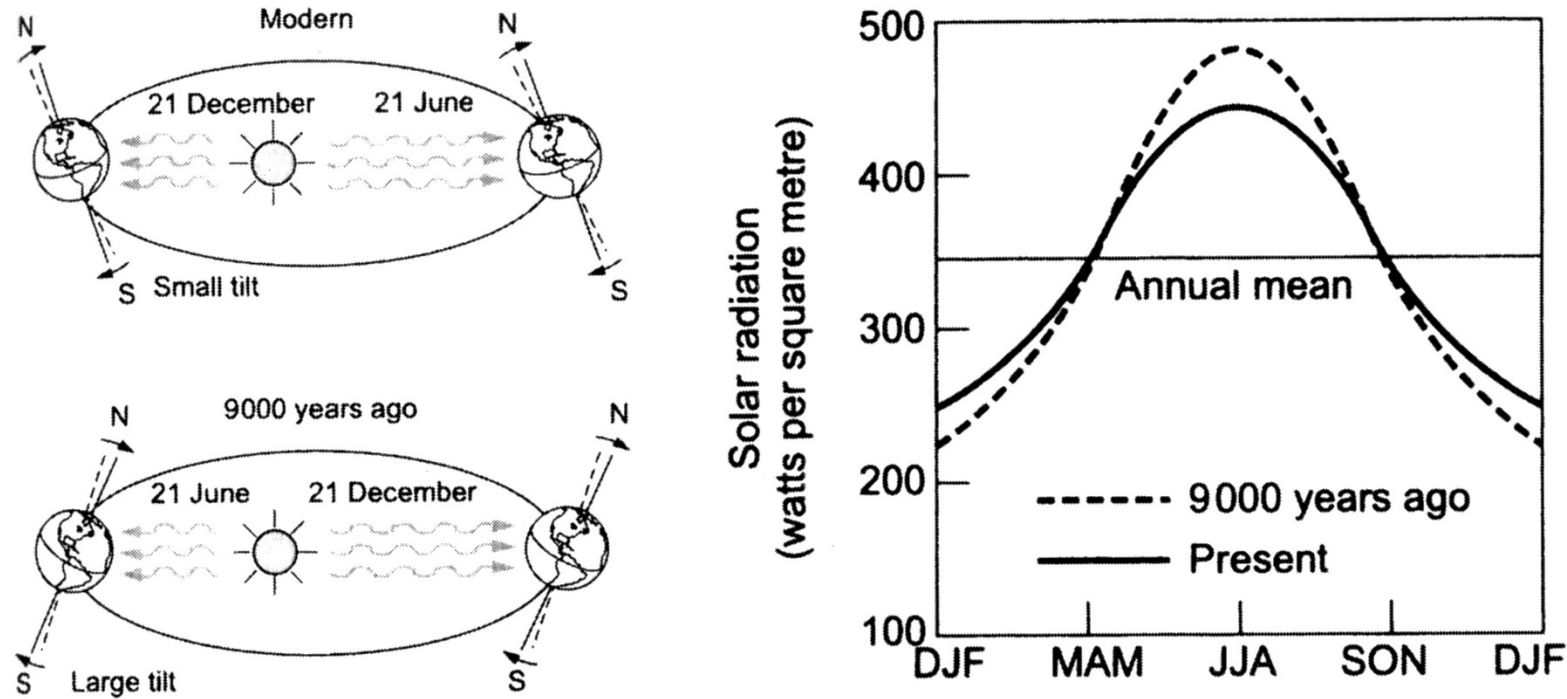 Modern
N
N
21 December
21 June
S
Small tilt
S
9000 years ago
N
N
21 June
21 December
S
Large tilt
S
Solar radiation
(watts per square metre)
500
400
300
200
100
Annual mean
9000 years ago
Present
DJF
MAM
JJA
SON
DJF